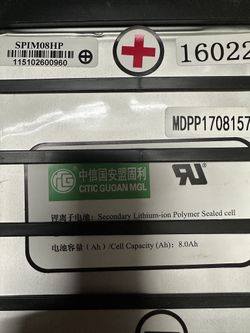 SPIM08HP
115102600960
16022
MDPP1708157
中信国安盟固利
CITIC GUOAN MGL
锂离子电池: Secondary Lithium-ion Polymer Sealed cell
电池容量 ( Ah ) /Cell Capacity (Ah): 8.0Ah